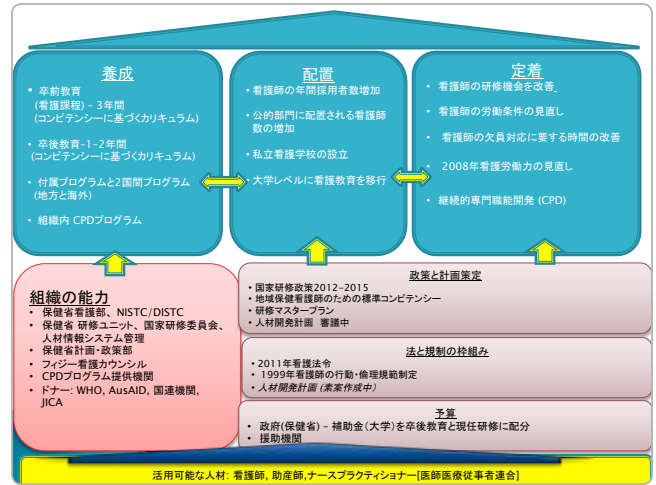 養成
• 卒前教育
(看護課程) – 3年間
(コンピテンシーに基づくカリキュラム)
• 卒後教育-1-2年間
(コンピテンシーに基づくカリキュラム)
• 付属プログラムと2国間プログラム
(地方と海外)
• 組織内 CPDプログラム
配置
• 看護師の年間採用者数増加
• 公的部門に配置される看護師
数の増加
• 私立看護学校の設立
• 大学レベルに看護教育を移行
定着
• 看護師の研修機会を改善
• 看護師の労働条件の見直し
• 看護師の欠員対応に要する時間の改善
• 2008年看護労働力の見直し
• 継続的専門職能開発 (CPD)
組織の能力
• 保健省看護部、NISTC/DISTC
• 保健省 研修ユニット、国家研修委員会、
人材情報システム管理
• 保健省計画・政策部
• フィジー看護カウンシル
• CPDプログラム提供機関
• ドナー: WHO, AusAID, 国連機関,
JICA
政策と計画策定
• 国家研修政策2012-2015
• 地域保健看護師のための標準コンピテンシー
• 研修マスタープラン
• 人材開発計画 審議中
法と規制の枠組み
• 2011年看護法令
• 1999年看護師の行動・倫理規範制定
• 人材開発計画 (素案作成中)
予算
• 政府(保健省) – 補助金(大学)を卒後教育と現任研修に配分
• 援助機関
活用可能な人材: 看護師, 助産師,ナースプラクティショナー[医師医療従事者連合]